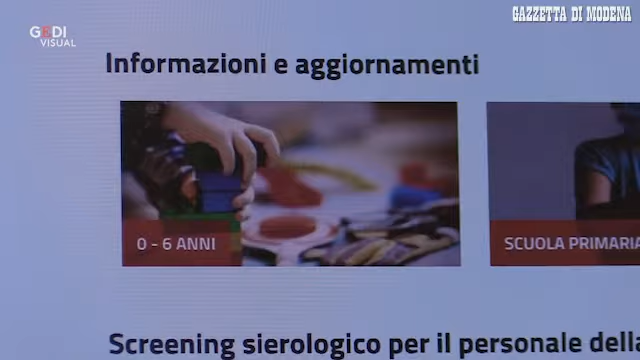 GEDI
VISUAL
GAZZETTA DI MODENA
Informazioni e aggiornamenti
0 - 6 ANNI
SCUOLA PRIMARIA
Screening sierologico per il personale della